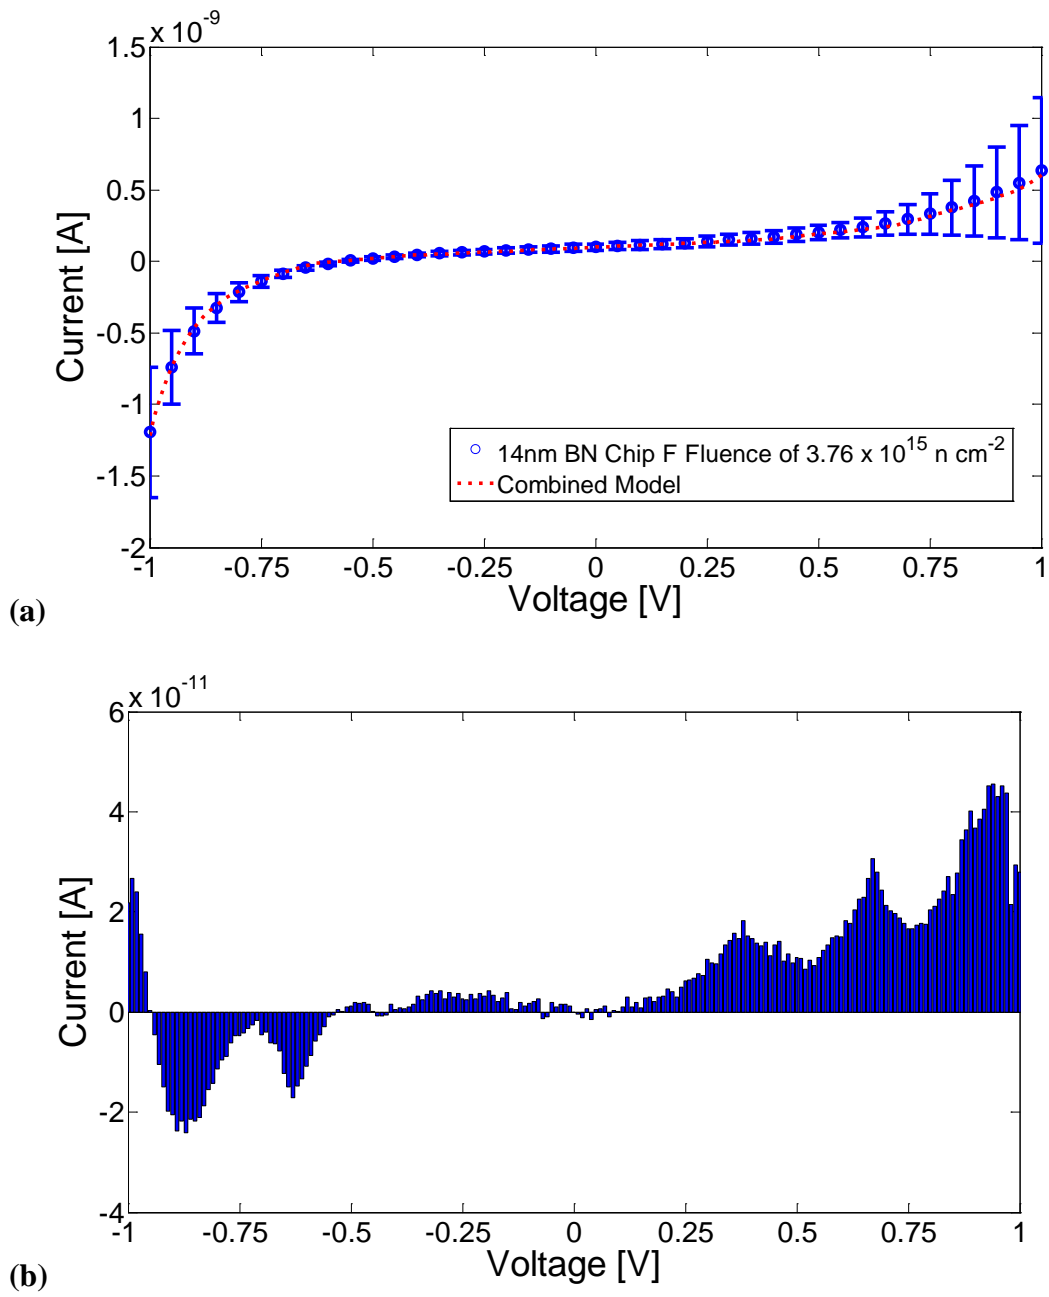 x 10^-9
1.5
1
0.5
0
-0.5
-1
-1.5
-2
Current [A]
14nm BN Chip F Fluence of 3.76 x 10^15 n cm^-2
Combined Model
-1 -0.75 -0.5 -0.25 0 0.25 0.5 0.75 1
Voltage [V]
(a)
x 10^-11
6
4
2
0
-2
-4
Current [A]
-1 -0.75 -0.5 -0.25 0 0.25 0.5 0.75 1
Voltage [V]
(b)